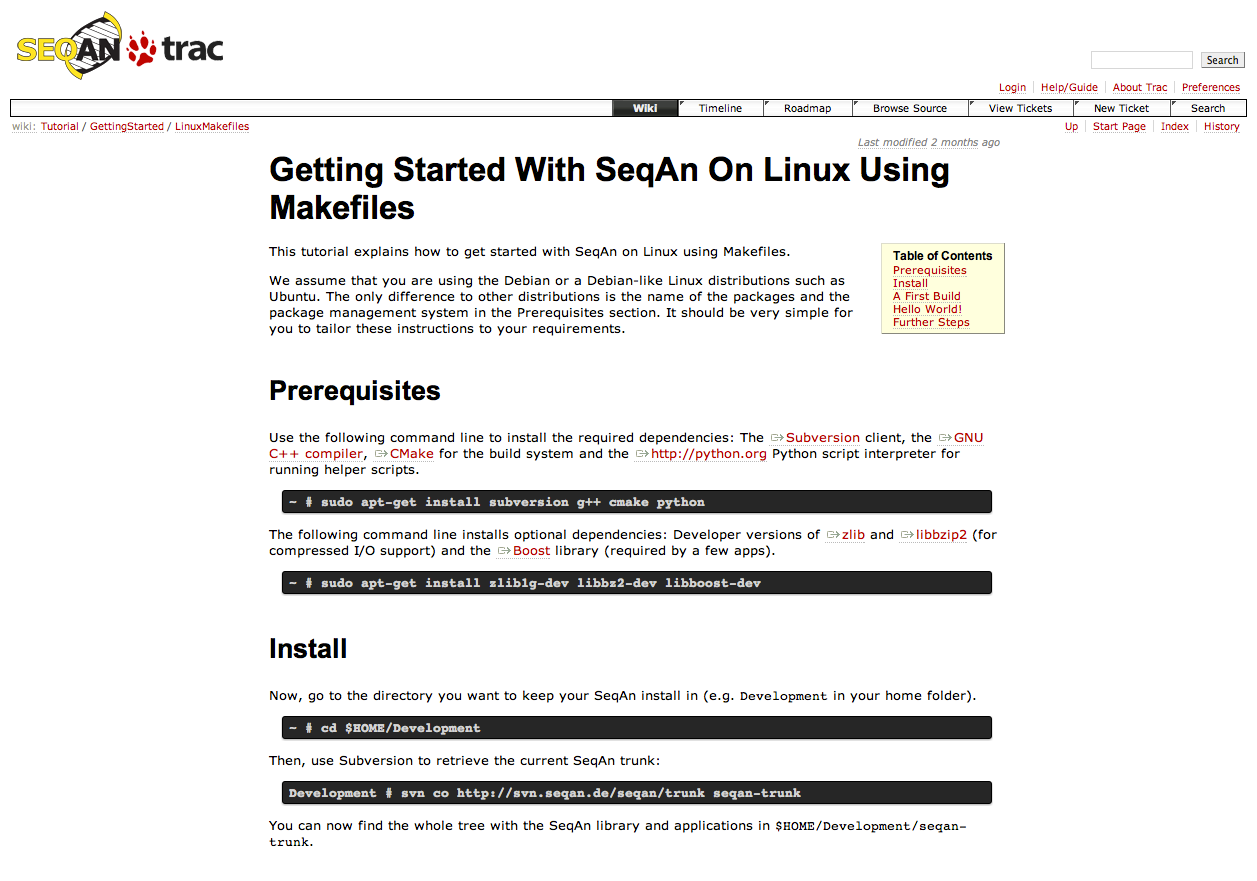 SEQAN trac
Search
Login Help/Guide About Trac Preferences
Wiki Timeline Roadmap Browse Source View Tickets New Ticket Search
wiki: Tutorial / GettingStarted / LinuxMakefiles
Up Start Page Index History
Last modified 2 months ago
Getting Started With SeqAn On Linux Using
Makefiles
This tutorial explains how to get started with SeqAn on Linux using Makefiles.
We assume that you are using the Debian or a Debian-like Linux distributions such as
Ubuntu. The only difference to other distributions is the name of the packages and the
package management system in the Prerequisites section. It should be very simple for
you to tailor these instructions to your requirements.
Table of Contents
Prerequisites
Install
A First Build
Hello World!
Further Steps
Prerequisites
Use the following command line to install the required dependencies: The Subversion client, the GNU
C++ compiler, CMake for the build system and the http://python.org Python script interpreter for
running helper scripts.
~ # sudo apt-get install subversion g++ cmake python
The following command line installs optional dependencies: Developer versions of zlib and libbzip2 (for
compressed I/O support) and the Boost library (required by a few apps).
~ # sudo apt-get install zlib1g-dev libbz2-dev libboost-dev
Install
Now, go to the directory you want to keep your SeqAn install in (e.g. Development in your home folder).
~ # cd $HOME/Development
Then, use Subversion to retrieve the current SeqAn trunk:
Development # svn co http://svn.seqan.de/seqan/trunk seqan-trunk
You can now find the whole tree with the SeqAn library and applications in $HOME/Development/seqan-
trunk.